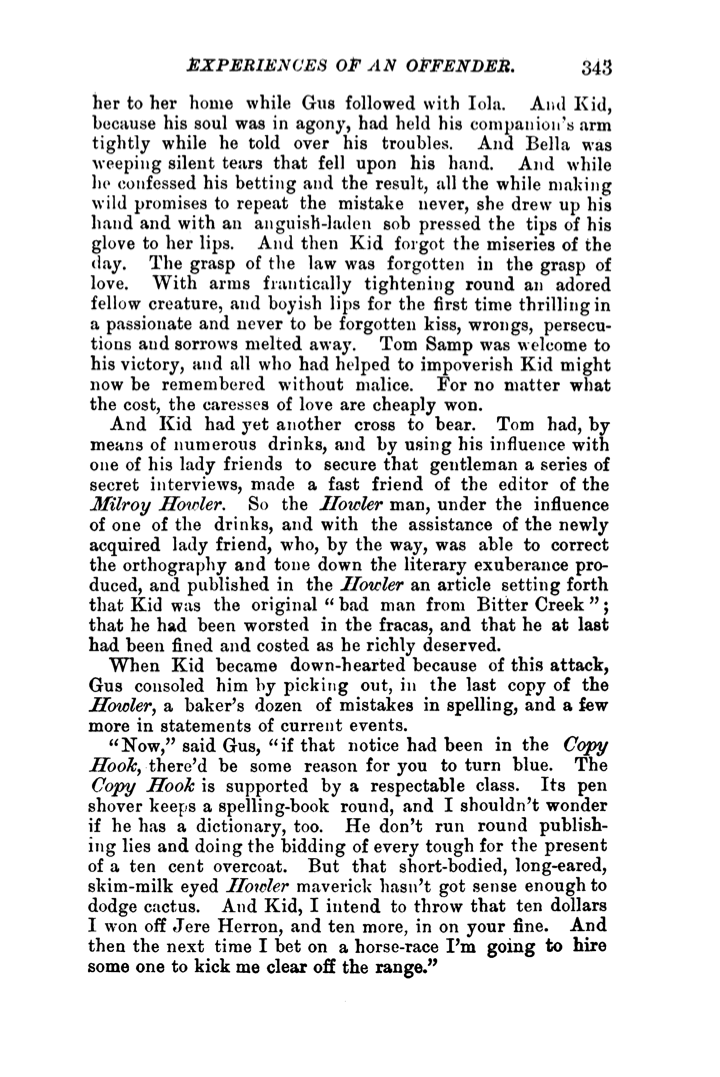 EXPERIENCES OF AN OFFENDER. 343
her to her home while Gus followed with Iola. And Kid,
because his soul was in agony, had held his companion's arm
tightly while he told over his troubles. And Bella was
weeping silent tears that fell upon his hand. And while
he confessed his betting and the result, all the while making
wild promises to repeat the mistake never, she drew up his
hand and with an anguish-laden sob pressed the tips of his
glove to her lips. And then Kid forgot the miseries of the
day. The grasp of the law was forgotten in the grasp of
love. With arms frantically tightening round an adored
fellow creature, and boyish lips for the first time thrilling in
a passionate and never to be forgotten kiss, wrongs, persecu-
tions and sorrows melted away. Tom Samp was welcome to
his victory, and all who had helped to impoverish Kid might
now be remembered without malice. For no matter what
the cost, the caresses of love are cheaply won.
And Kid had yet another cross to bear. Tom had, by
means of numerous drinks, and by using his influence with
one of his lady friends to secure that gentleman a series of
secret interviews, made a fast friend of the editor of the
Milroy Howler. So the Howler man, under the influence
of one of the drinks, and with the assistance of the newly
acquired lady friend, who, by the way, was able to correct
the orthography and tone down the literary exuberance pro-
duced, and published in the Howler an article setting forth
that Kid was the original "bad man from Bitter Creek";
that he had been worsted in the fracas, and that he at last
had been fined and costed as he richly deserved.
When Kid became down-hearted because of this attack,
Gus consoled him by picking out, in the last copy of the
Howler, a baker's dozen of mistakes in spelling, and a few
more in statements of current events.
"Now," said Gus, "if that notice had been in the Copy
Hook, there'd be some reason for you to turn blue. The
Copy Hook is supported by a respectable class. Its pen
shover keeps a spelling-book round, and I shouldn't wonder
if he has a dictionary, too. He don't run round publish-
ing lies and doing the bidding of every tough for the present
of a ten cent overcoat. But that short-bodied, long-eared,
skim-milk eyed Howler maverick hasn't got sense enough to
dodge cactus. And Kid, I intend to throw that ten dollars
I won off Jere Herron, and ten more, in on your fine. And
then the next time I bet on a horse-race I'm going to hire
some one to kick me clear off the range."